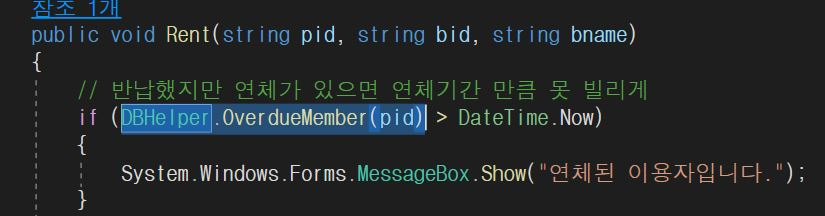 참조 1개
public void Rent(string pid, string bid, string bname)
{
// 반납했지만 연체가 있으면 연체기간 만큼 못 빌리게
if (DBHelper.OverdueMember(pid) > DateTime.Now)
{
System.Windows.Forms.MessageBox.Show("연체된 이용자입니다.");
}